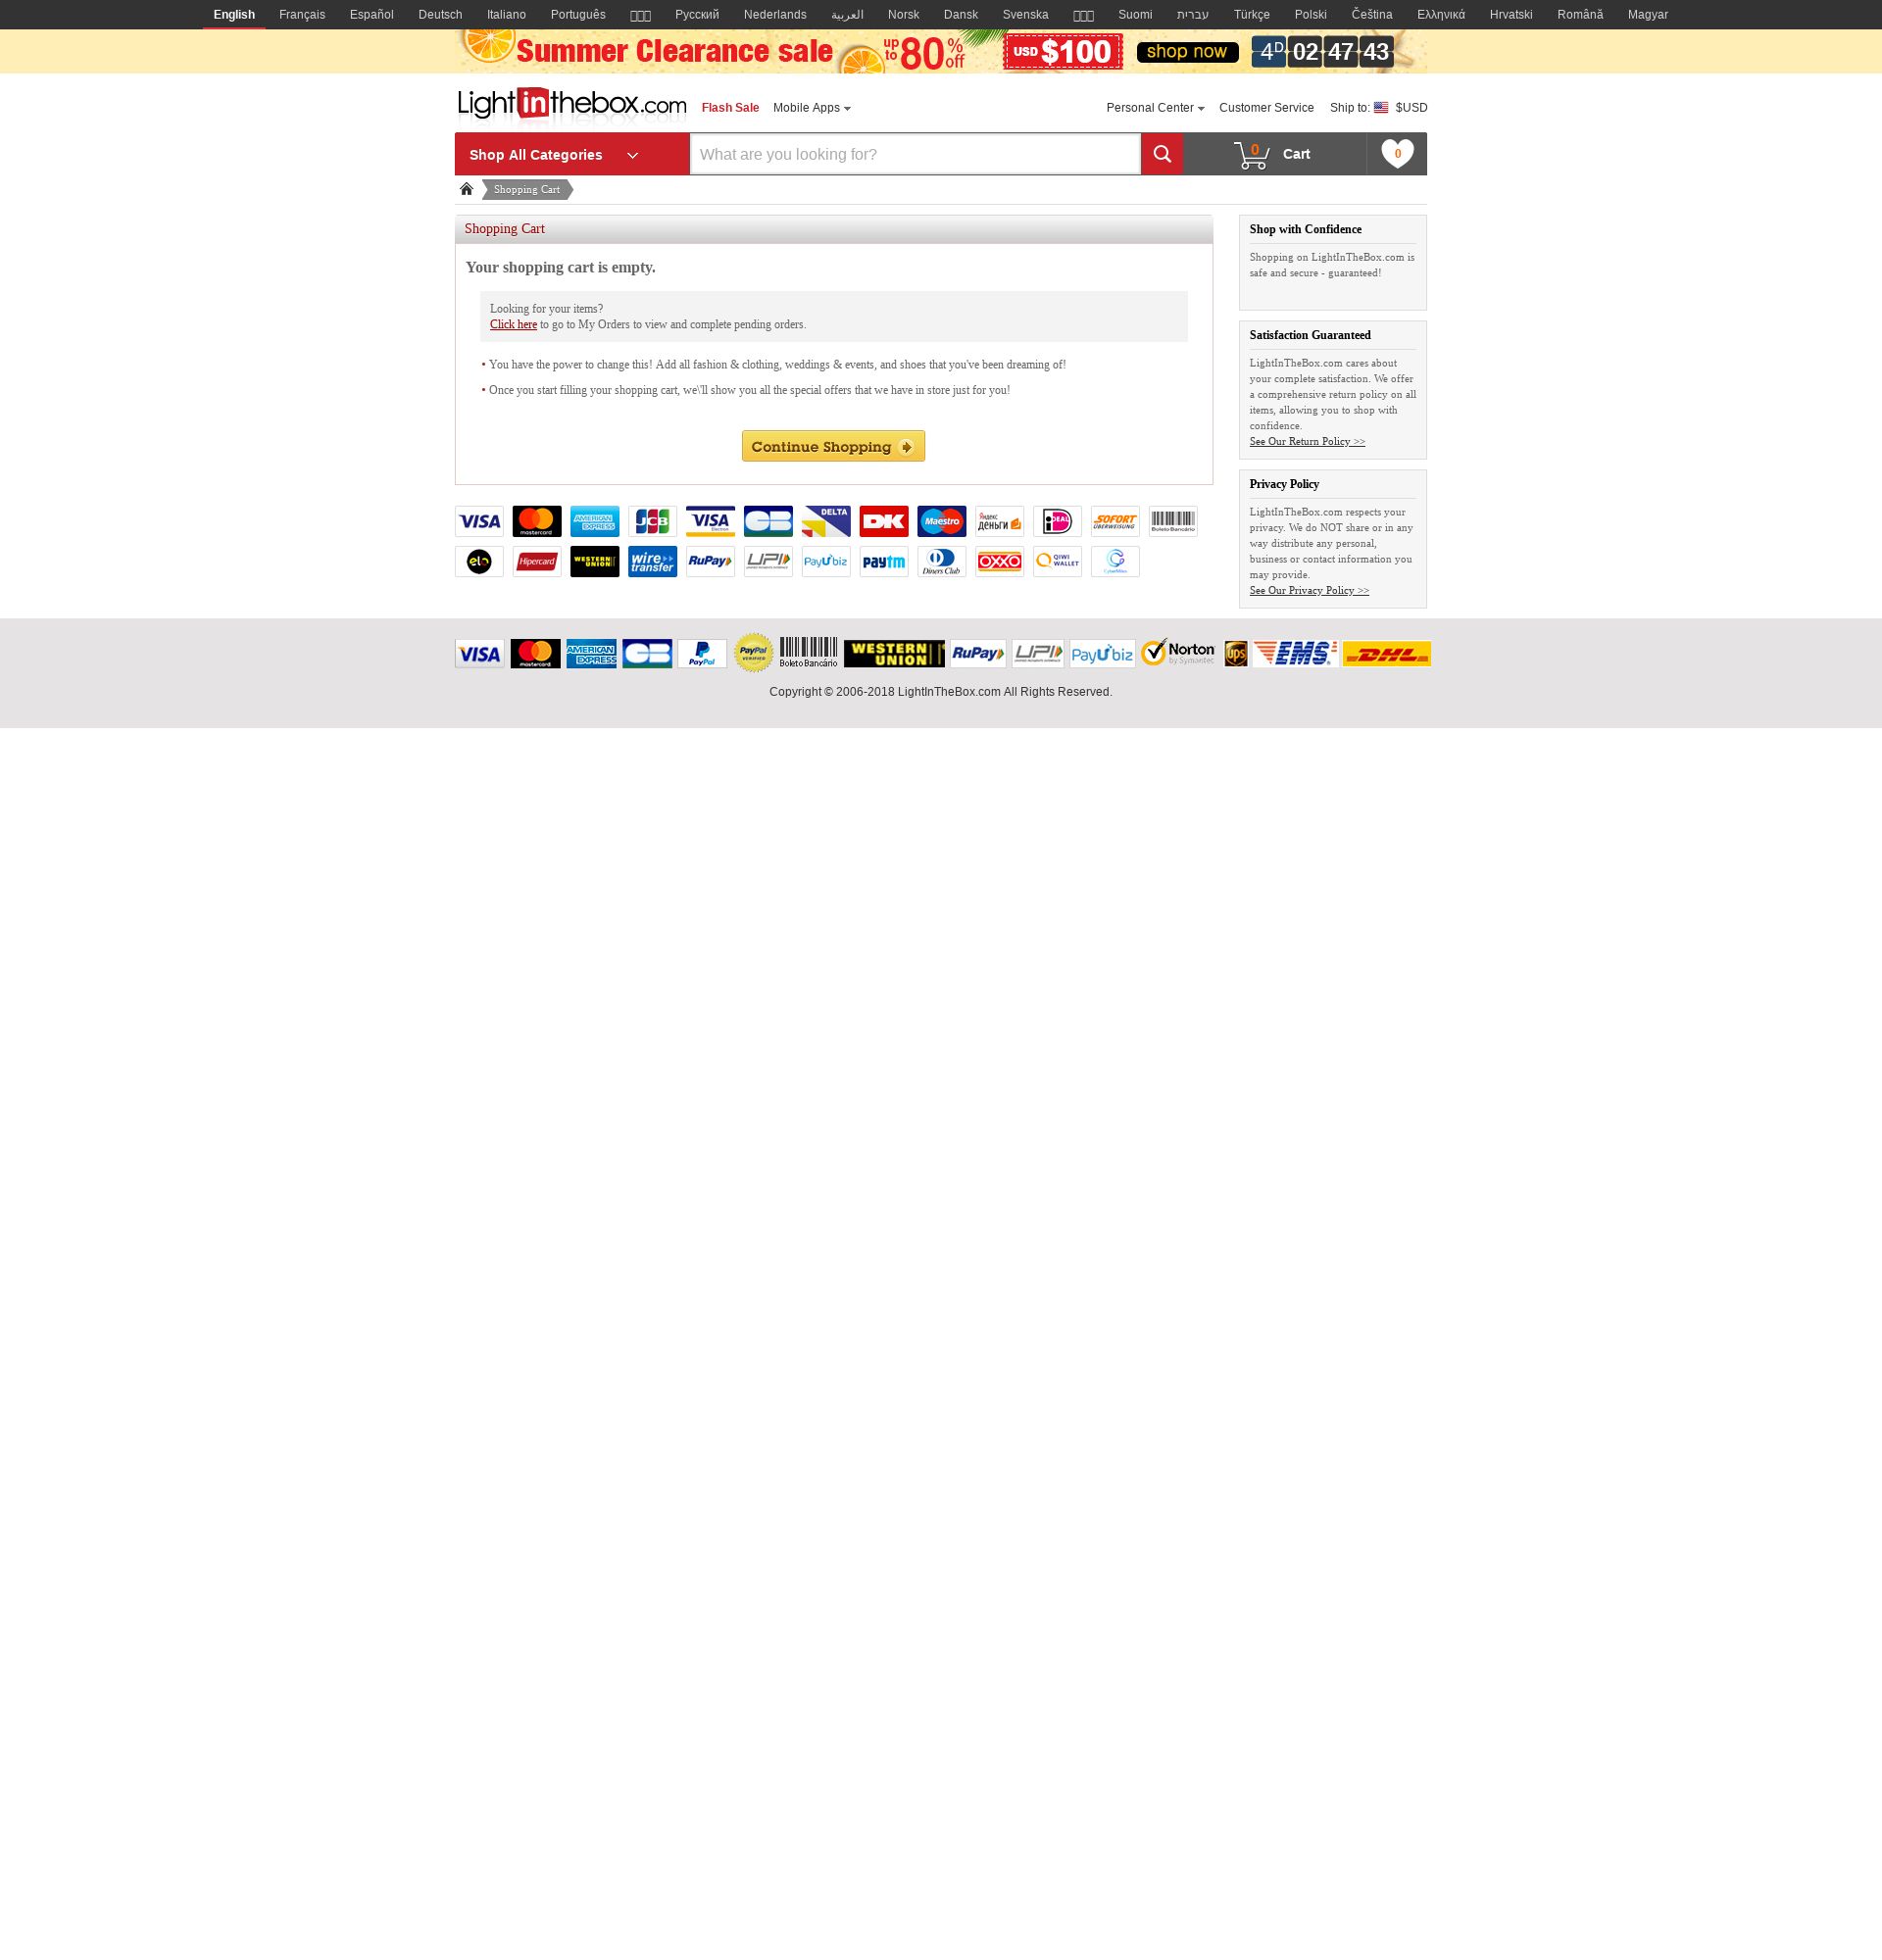 English Français Español Deutsch Italiano Português Русский Nederlands العربية Norsk Dansk Svenska Suomi עברית Türkçe Polski Čeština Ελληνικά Hrvatski Română Magyar
Summer Clearance sale up to 80% off USD $100 shop now 4D 02 47 43
Lightinthebox.com Flash Sale Mobile Apps Personal Center Customer Service Ship to: $USD
Shop All Categories What are you looking for? 0 Cart 0
Shopping Cart
Shopping Cart
Your shopping cart is empty.
Looking for your items?
Click here to go to My Orders to view and complete pending orders.
• You have the power to change this! Add all fashion & clothing, weddings & events, and shoes that you've been dreaming of!
• Once you start filling your shopping cart, we\'ll show you all the special offers that we have in store just for you!
Continue Shopping
Shop with Confidence
Shopping on LightInTheBox.com is
safe and secure - guaranteed!
Satisfaction Guaranteed
LightInTheBox.com cares about
your complete satisfaction. We offer
a comprehensive return policy on all
items, allowing you to shop with
confidence.
See Our Return Policy >>
Privacy Policy
LightInTheBox.com respects your
privacy. We do NOT share or in any
way distribute any personal,
business or contact information you
may provide.
See Our Privacy Policy >>
VISA mastercard AMERICAN EXPRESS JCB VISA Electron CB DELTA DK Maestro Яндекс Деньги iDEAL SOFORT ÜBERWEISUNG Boleto Bancário
elo Hipercard WESTERN UNION wire transfer RuPay UPI PayU biz paytm Diners Club OXXO QIWI WALLET CyberMiles
VISA mastercard AMERICAN EXPRESS CB PayPal PayPal VERIFIED Boleto Bancário WESTERN UNION RuPay UPI PayU biz Norton by Symantec ups EMS DHL
Copyright © 2006-2018 LightInTheBox.com All Rights Reserved.